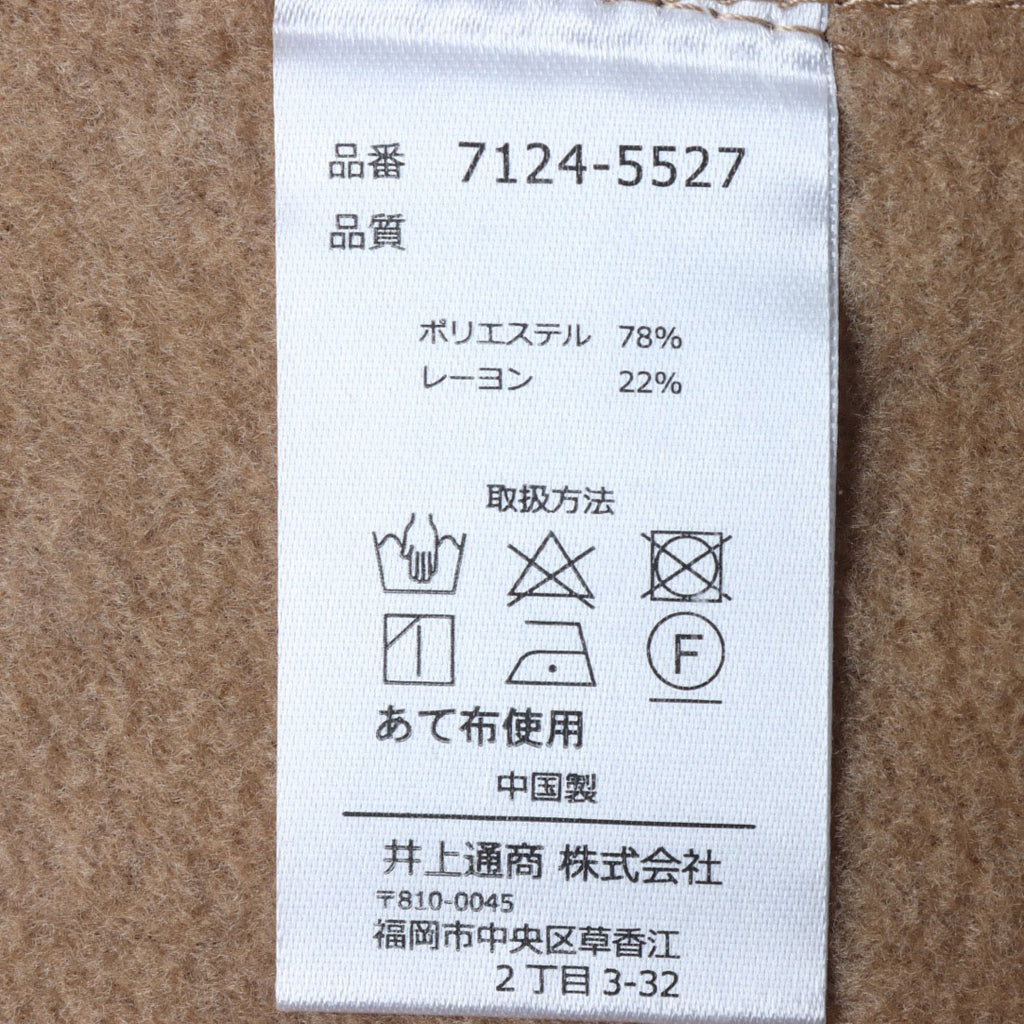 品番 7124-5527
品質
ポリエステル 78%
レーヨン 22%
取扱方法
F
あて布使用
中国製
井上通商 株式会社
〒810-0045
福岡市中央区草香江
2丁目3-32